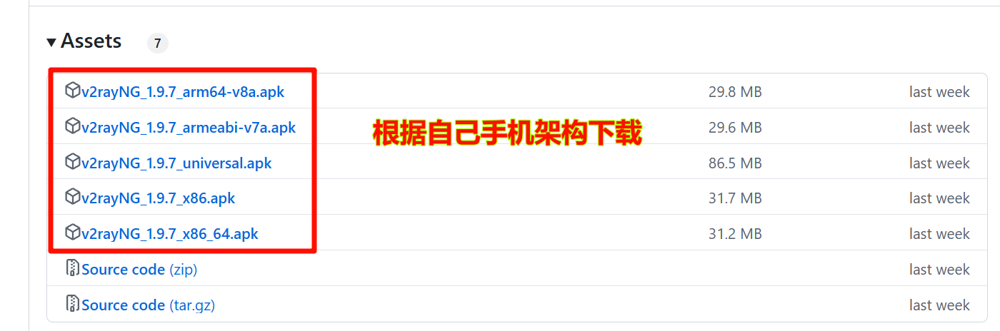 Assets 7
v2rayNG_1.9.7_arm64-v8a.apk 29.8 MB last week
v2rayNG_1.9.7_armeabi-v7a.apk 29.6 MB last week
根据自己手机架构下载
v2rayNG_1.9.7_universal.apk 86.5 MB last week
v2rayNG_1.9.7_x86.apk 31.7 MB last week
v2rayNG_1.9.7_x86_64.apk 31.2 MB last week
Source code (zip) last week
Source code (tar.gz) last week